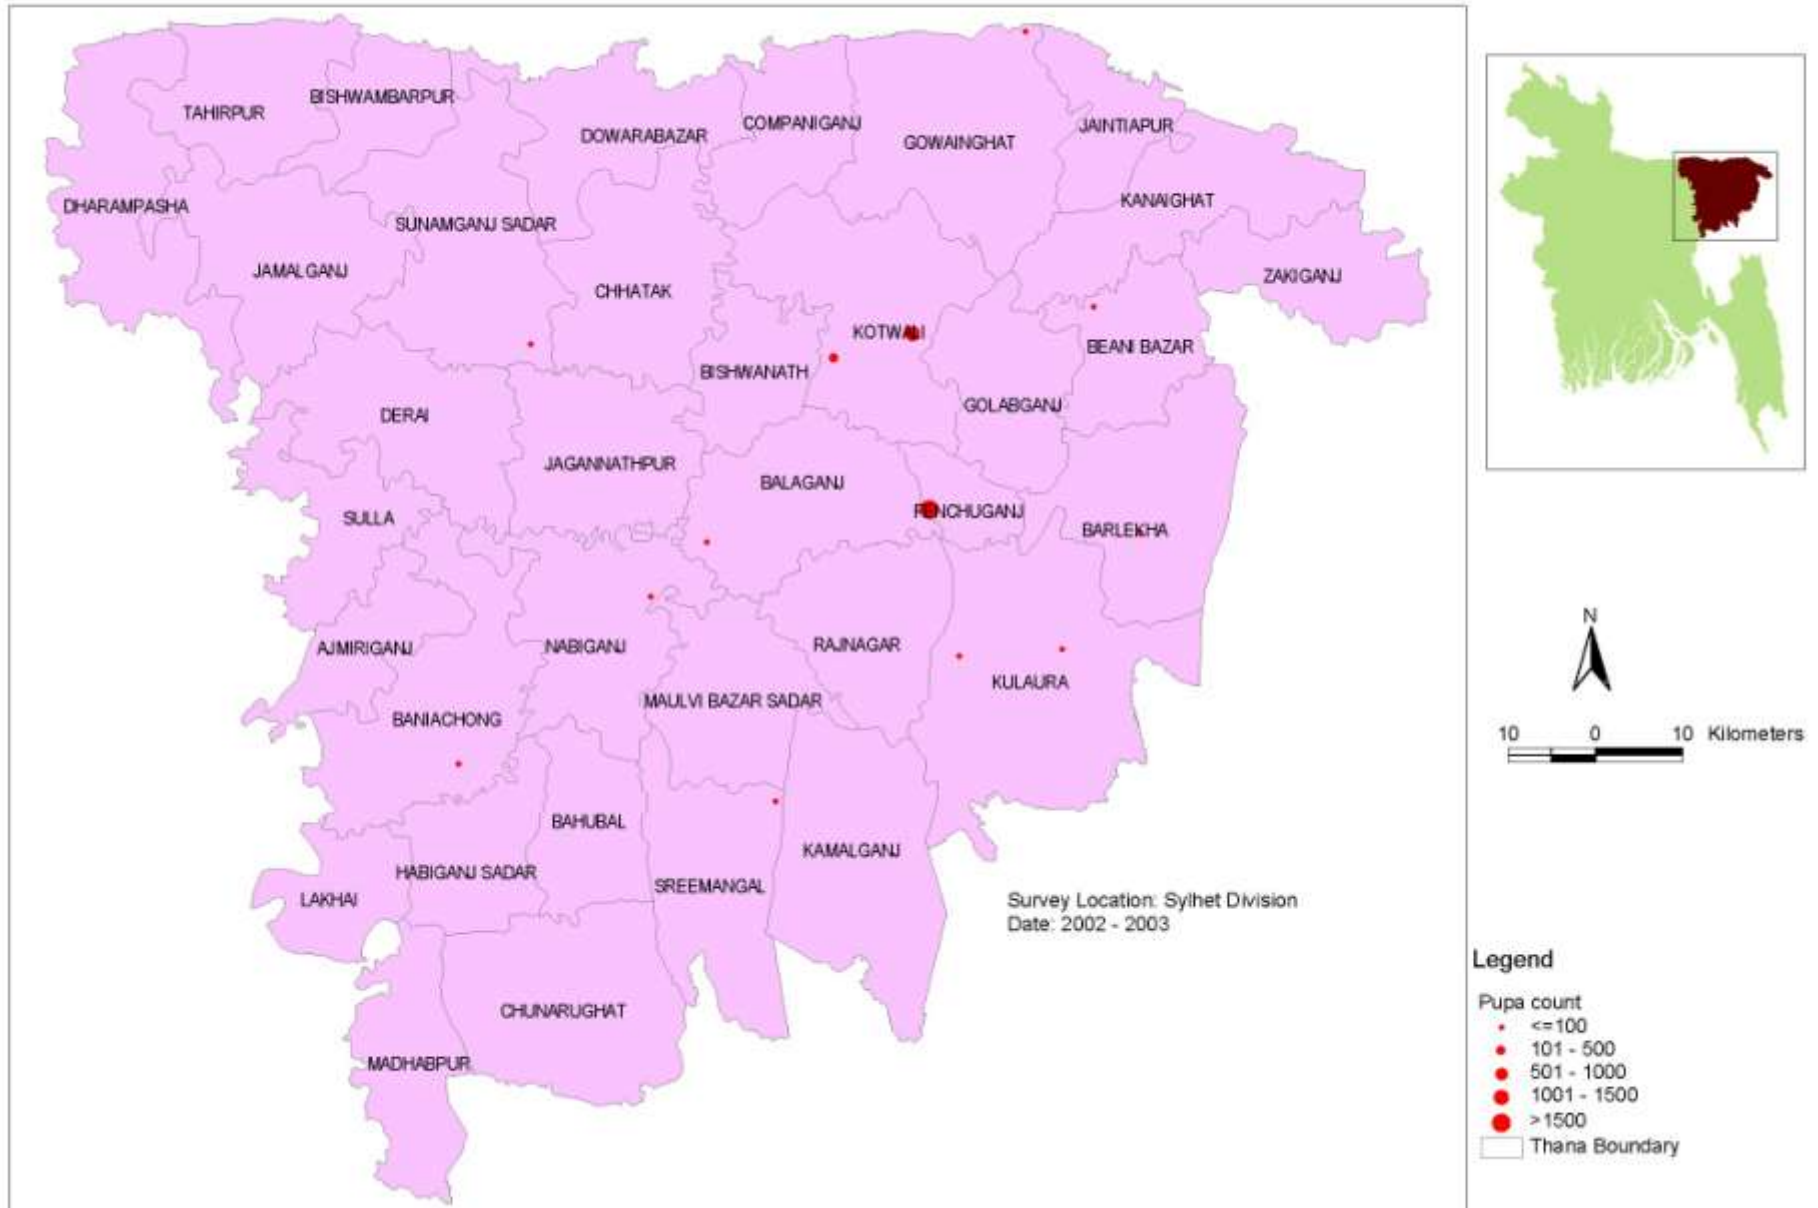 BISHWAMBARPUR
TAHIRPUR
DOWARABAZAR
COMPANIGANJ
GOWAINGHAT
JAINTIAPUR
DHARAMPASHA
SUNAMGANJ SADAR
KANAIGHAT
JAMALGANJ
CHHATAK
ZAKIGANJ
KOTWALI
BISHWANATH
BEANI BAZAR
DERAI
GOLABGANJ
JAGANNATHPUR
BALAGANJ
SULLA
FENCHUGANJ
BARLEKHA
AJMIRIGANJ
NABIGANJ
RAJNAGAR
KULAURA
BANIACHONG
MAULVI BAZAR SADAR
BAHUBAL
KAMALGANJ
HABIGANJ SADAR
SREEMANGAL
LAKHAI
CHUNARUGHAT
MADHABPUR
Survey Location: Sylhet Division
Date: 2002 - 2003
N
10 0 10 Kilometers
Legend
Pupa count
<=100
101 - 500
501 - 1000
1001 - 1500
>1500
Thana Boundary